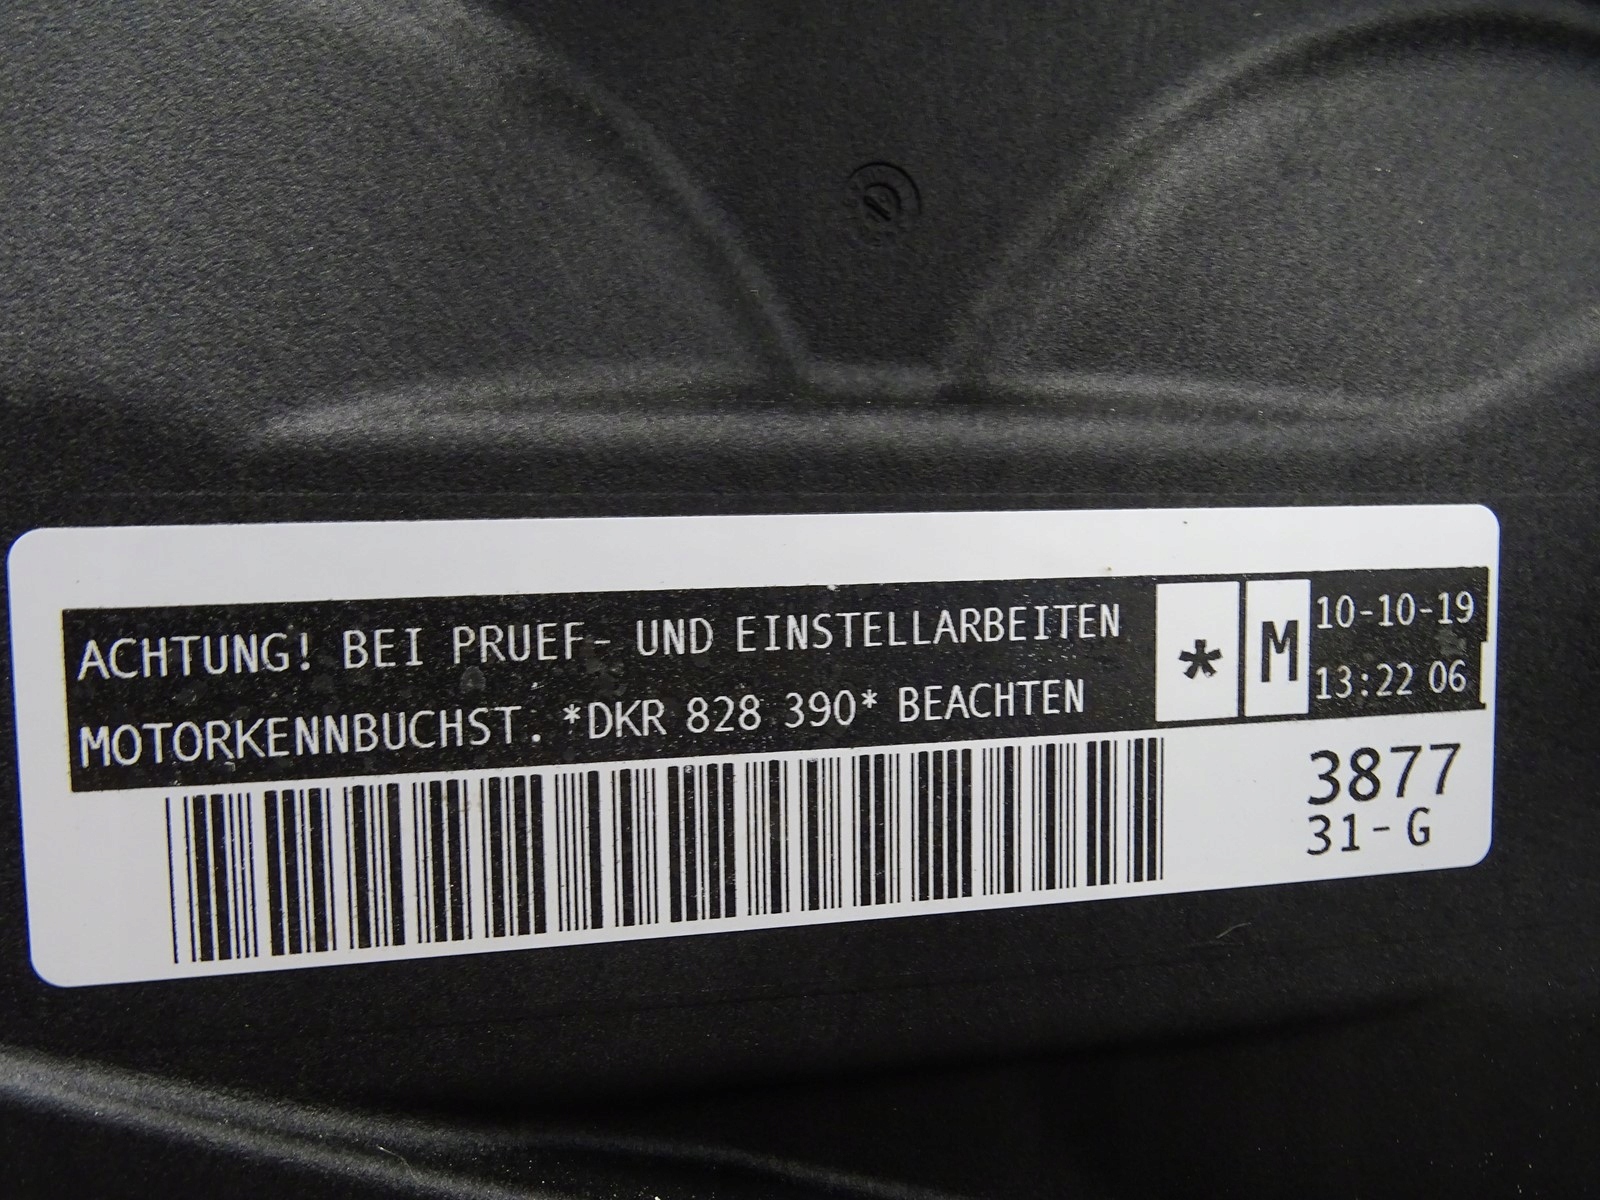 ACHTUNG! BEI PRUEF- UND EINSTELLARBEITEN
MOTORKENNBUCHST. *DKR 828 390* BEACHTEN
*
M
10-10-19
13:22 06
3877
31-G